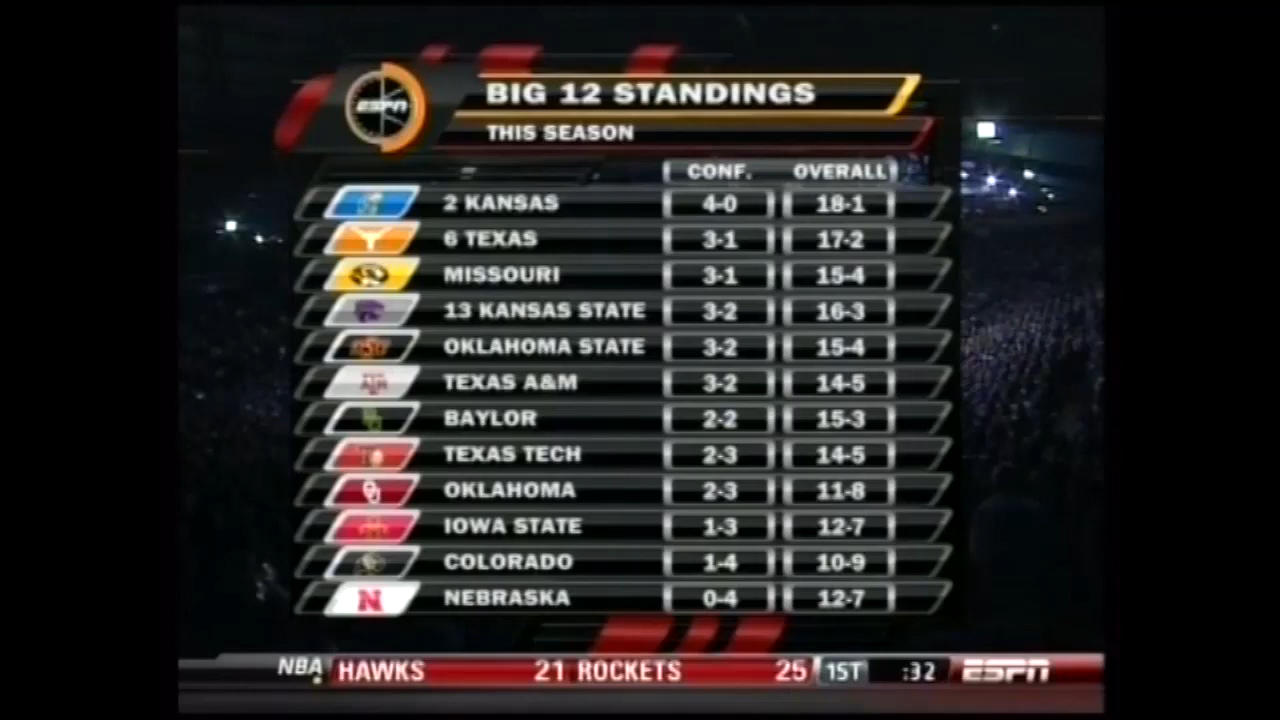 ESPN
BIG 12 STANDINGS
THIS SEASON
CONF. OVERALL
2 KANSAS 4-0 18-1
6 TEXAS 3-1 17-2
MISSOURI 3-1 15-4
13 KANSAS STATE 3-2 16-3
OKLAHOMA STATE 3-2 15-4
TEXAS A&M 3-2 14-5
BAYLOR 2-2 15-3
TEXAS TECH 2-3 14-5
OKLAHOMA 2-3 11-8
IOWA STATE 1-3 12-7
COLORADO 1-4 10-9
N NEBRASKA 0-4 12-7
NBA HAWKS 21 ROCKETS 25 1ST :32 ESPN